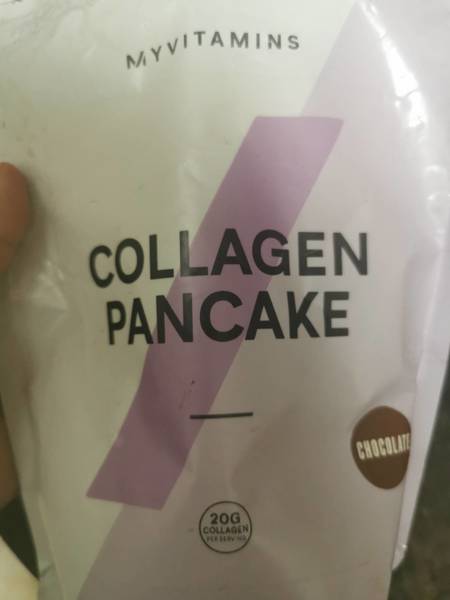 MYVITAMINS
COLLAGEN
PANCAKE
CHOCOLATE
20G
COLLAGEN
PER SERVING